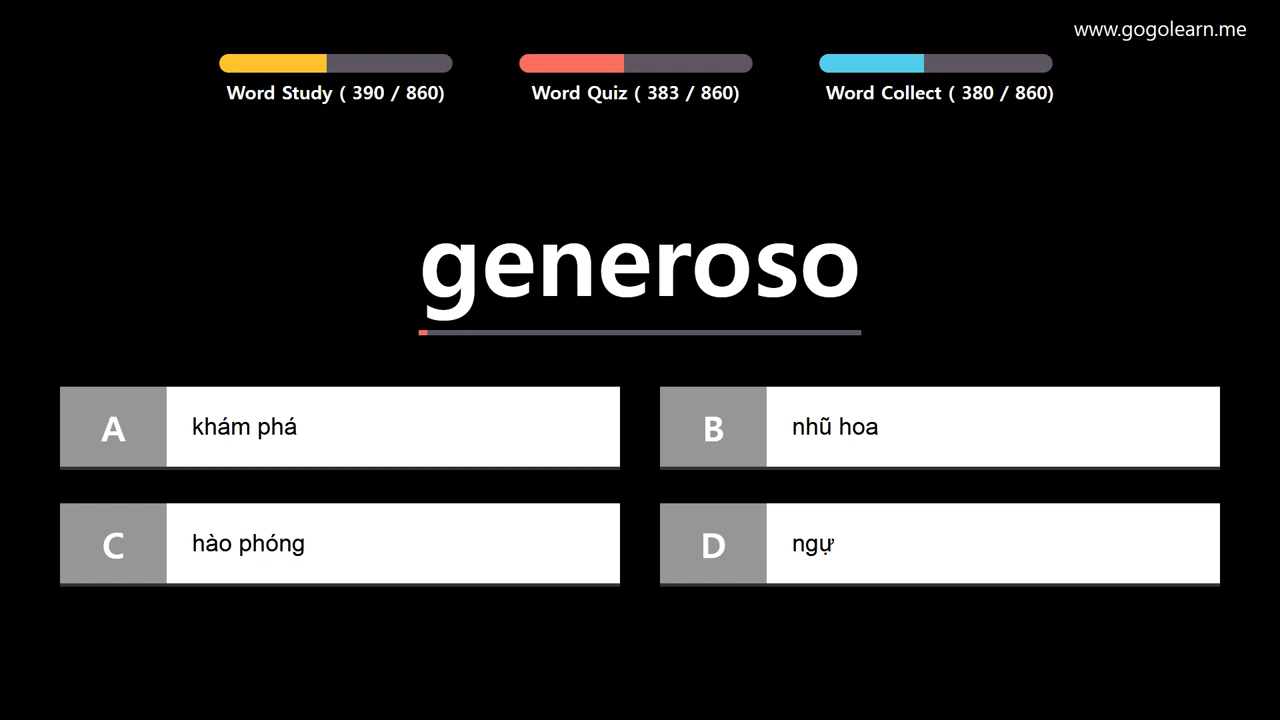 www.gogolearn.me
Word Study ( 390 / 860)
Word Quiz ( 383 / 860)
Word Collect ( 380 / 860)
generoso
A
khám phá
B
nhũ hoa
C
hào phóng
D
ngự